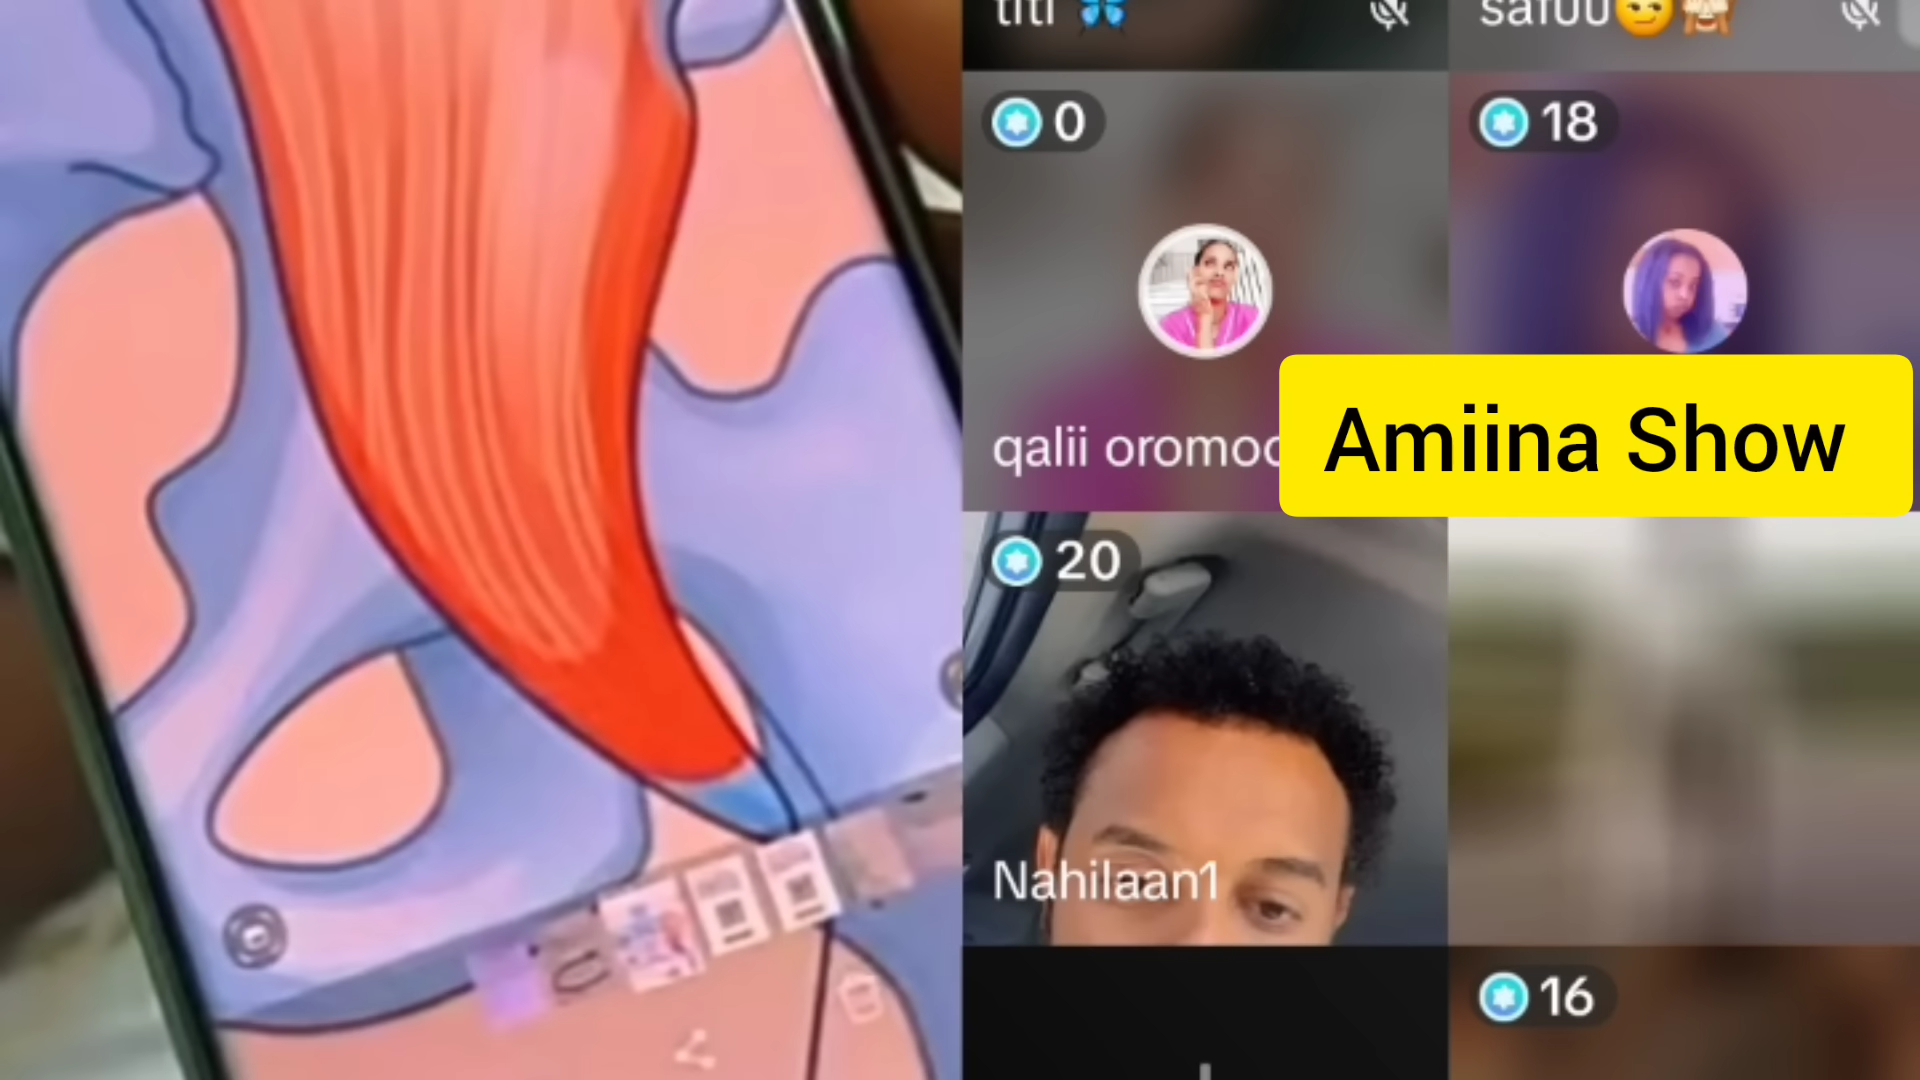 titi
safuu
0
18
qalii oromoo
Amiina Show
20
Nahilaan1
16